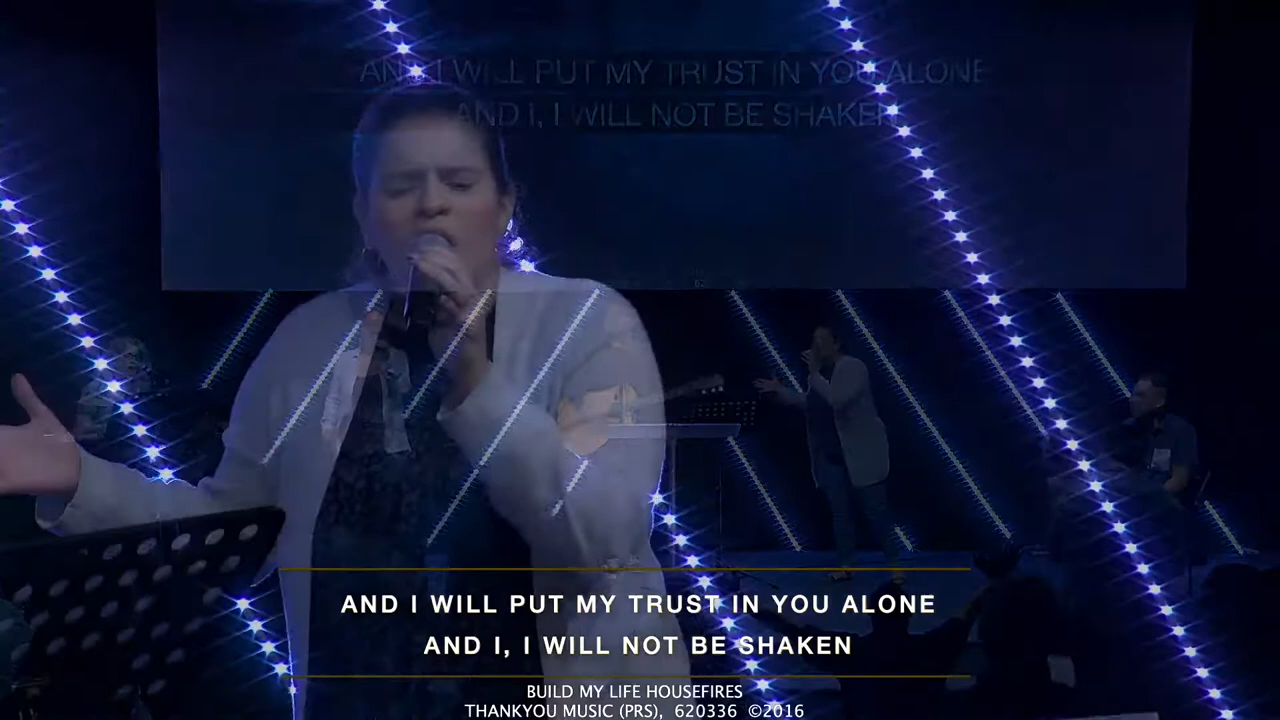 AND I WILL PUT MY TRUST IN YOU ALONE
AND I, I WILL NOT BE SHAKEN
AND I WILL PUT MY TRUST IN YOU ALONE
AND I, I WILL NOT BE SHAKEN
BUILD MY LIFE HOUSEFIRES
THANKYOU MUSIC (PRS), 620336 ©2016